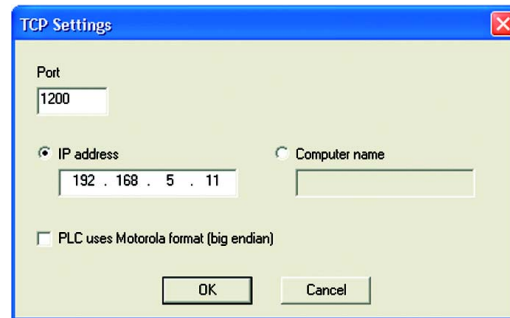 TCP Settings
Port
1200
IP address
Computer name
192 . 168 . 5 . 11
PLC uses Motorola format (big endian)
OK
Cancel